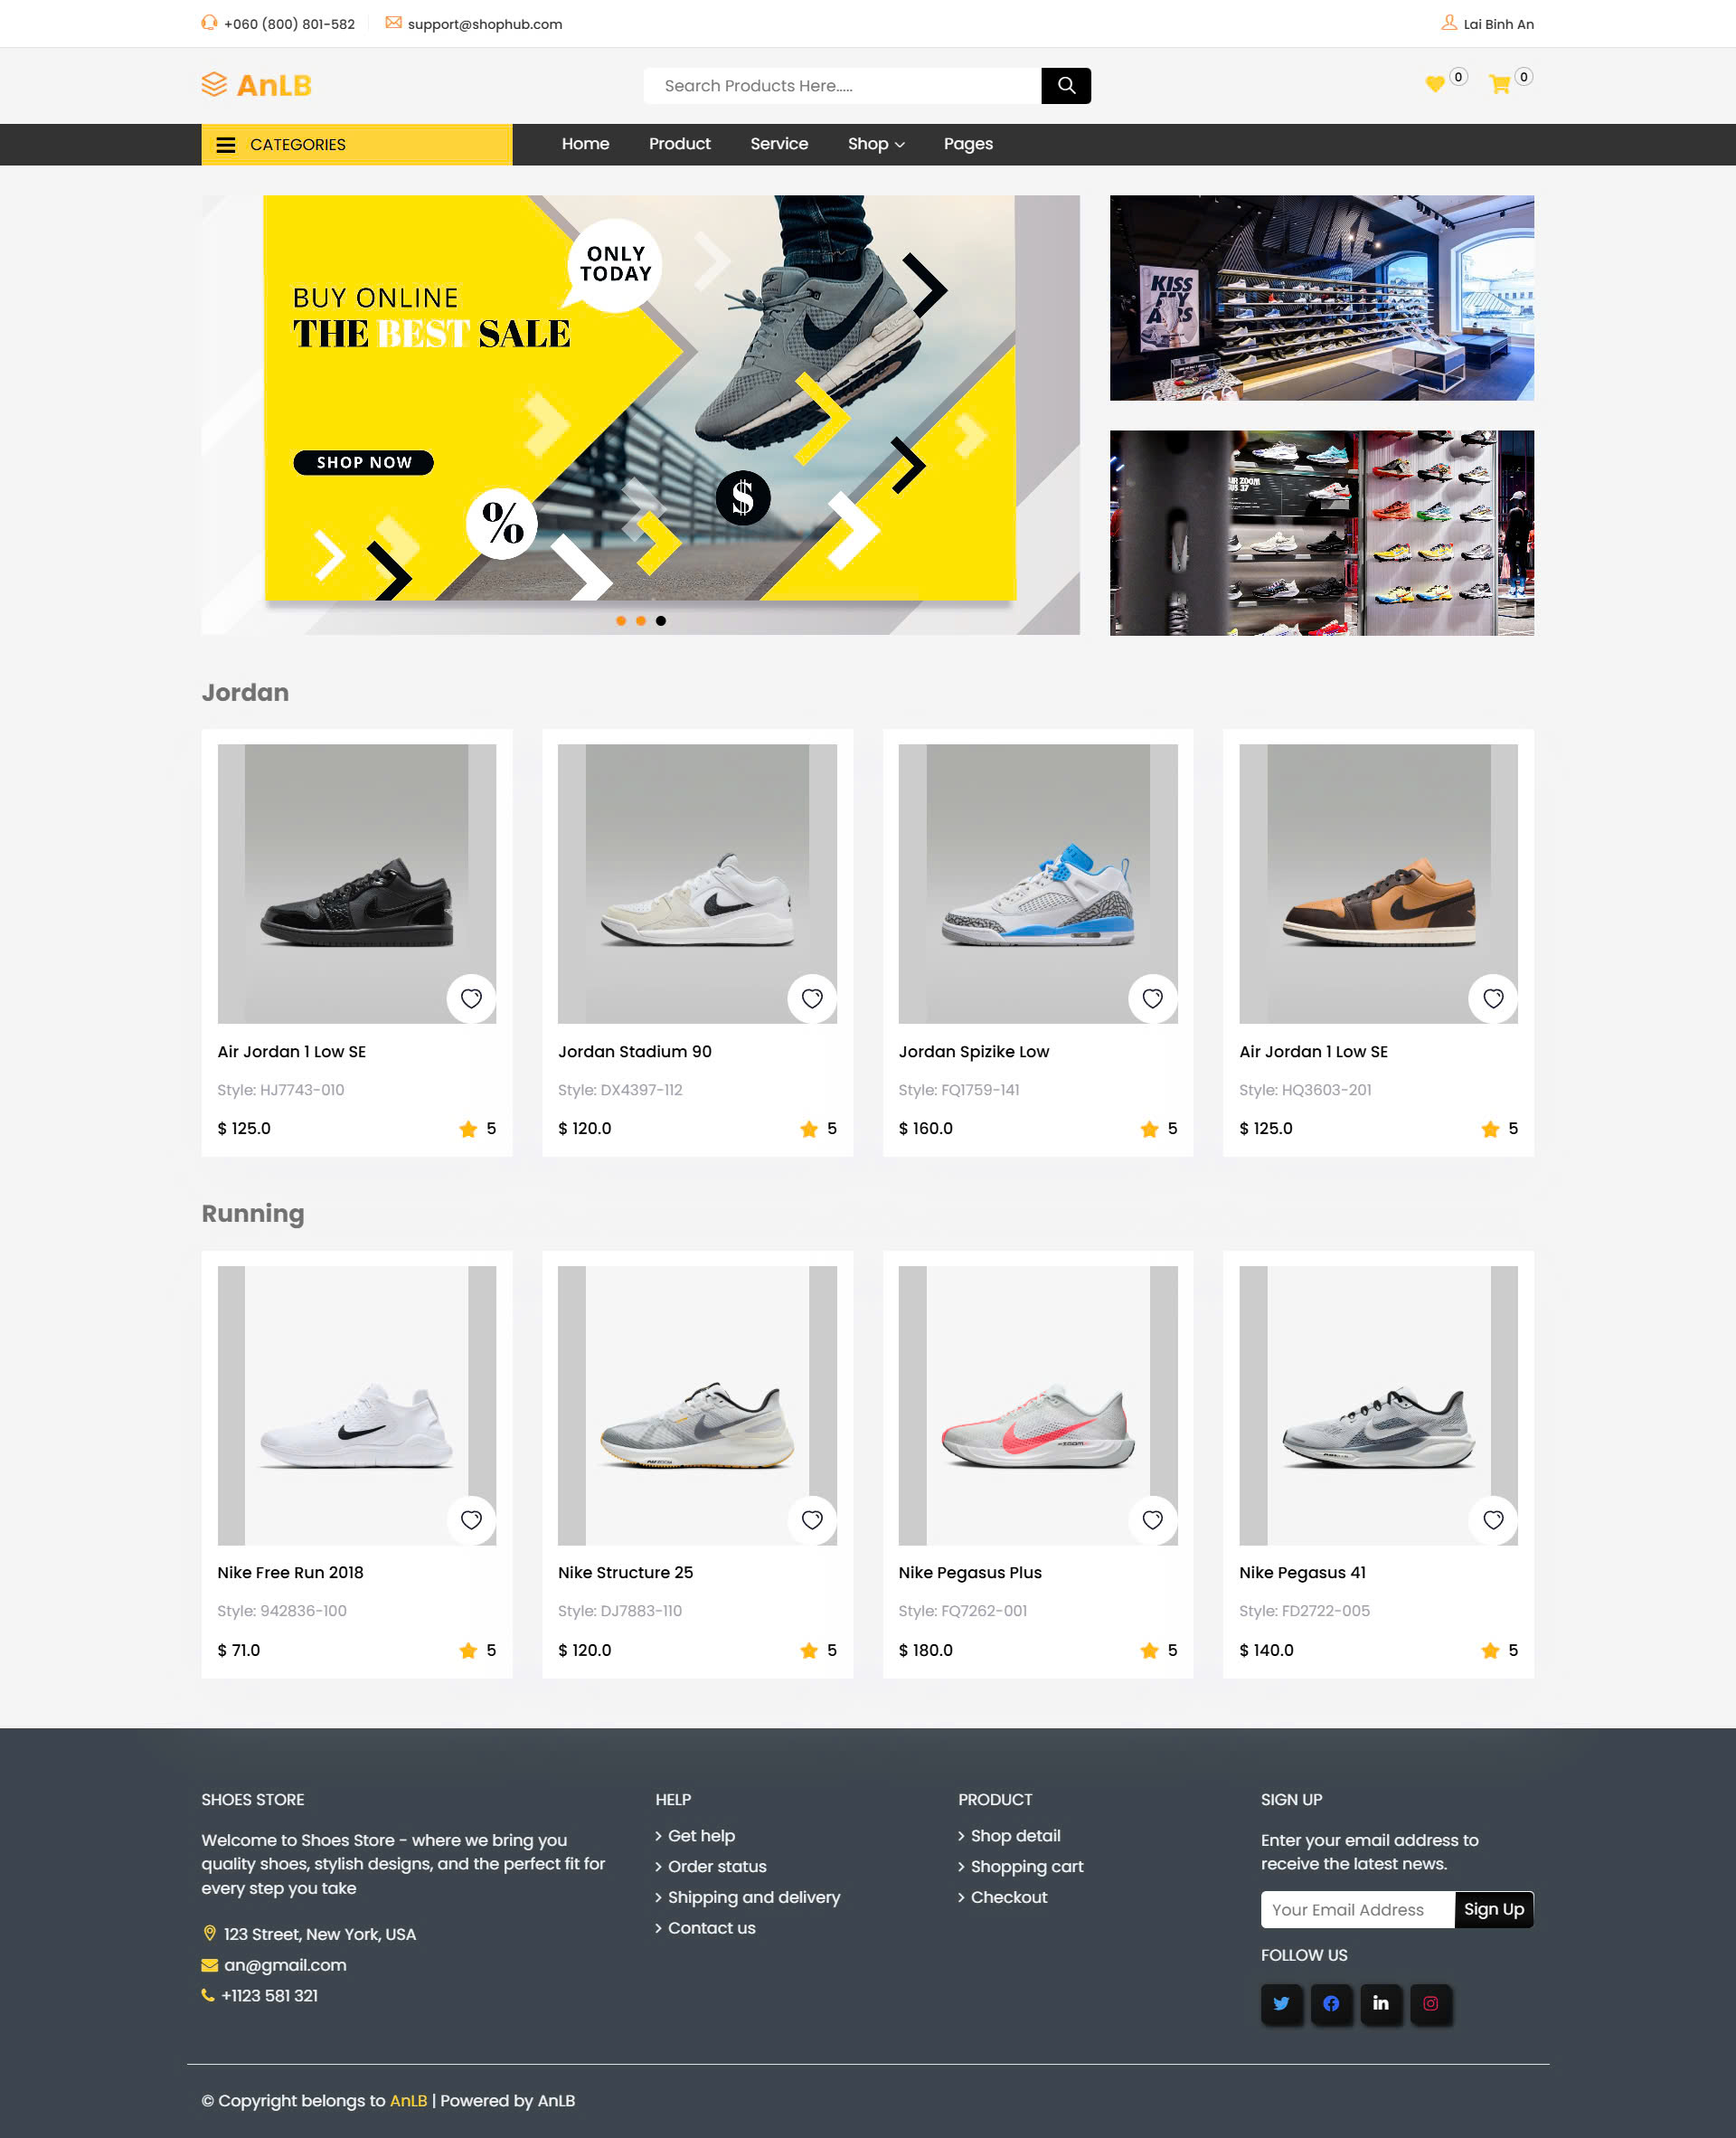 +060 (800) 801-582
support@shophub.com
Lai Binh An
AnLB
Search Products Here.....
0
0
CATEGORIES
Home
Product
Service
Shop
Pages
ONLY
TODAY
BUY ONLINE
THE BEST SALE
SHOP NOW
%
$
KISS
MY
Jordan
Air Jordan 1 Low SE
Jordan Stadium 90
Jordan Spizike Low
Air Jordan 1 Low SE
Style: HJ7743-010
Style: DX4397-112
Style: FQ1759-141
Style: HQ3603-201
$ 125.0
5
$ 120.0
5
$ 160.0
5
$ 125.0
5
Running
Nike Free Run 2018
Nike Structure 25
Nike Pegasus Plus
Nike Pegasus 41
Style: 942836-100
Style: DJ7883-110
Style: FQ7262-001
Style: FD2722-005
$ 71.0
5
$ 120.0
5
$ 180.0
5
$ 140.0
5
SHOES STORE
Welcome to Shoes Store - where we bring you
quality shoes, stylish designs, and the perfect fit for
every step you take
123 Street, New York, USA
an@gmail.com
+1123 581 321
HELP
Get help
Order status
Shipping and delivery
Contact us
PRODUCT
Shop detail
Shopping cart
Checkout
SIGN UP
Enter your email address to
receive the latest news.
Your Email Address
Sign Up
FOLLOW US
© Copyright belongs to AnLB | Powered by AnLB